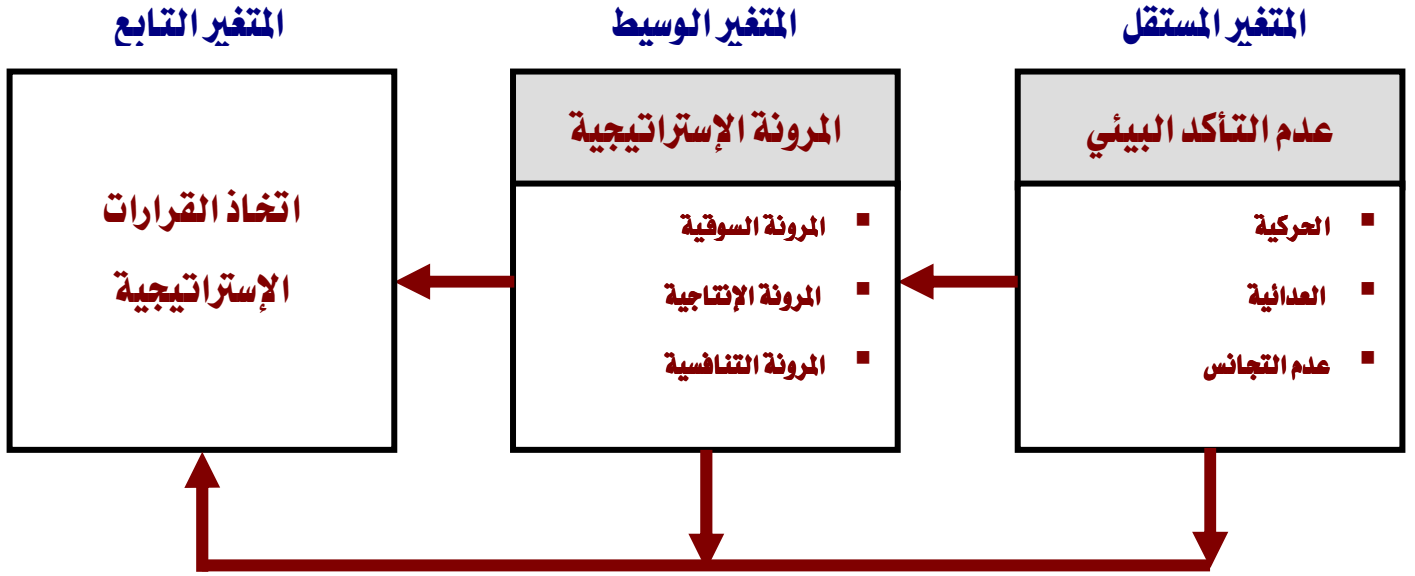 المتغير المستقل
المتغير الوسيط
المتغير التابع
عدم التأكد البيئي
▪ الحركية
▪ العدائية
▪ عدم التجانس
المرونة الإستراتيجية
▪ المرونة السوقية
▪ المرونة الإنتاجية
▪ المرونة التنافسية
اتخاذ القرارات
الإستراتيجية